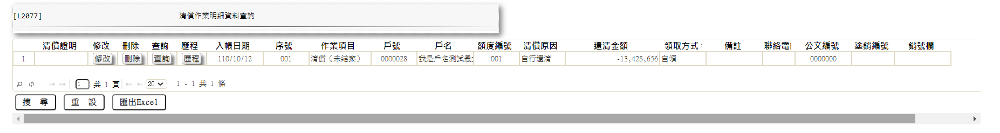 [L2077] 清償作業明細資料查詢
清償證明 修改 刪除 查詢 歷程 入帳日期 序號 作業項目 戶號 戶名 額度編號 清償原因 還清金額 領取方式 備註 聯絡電 公文編號 塗銷編號 銷號欄
1 修改 刪除 查詢 歷程 110/10/12 001 清償（未結案） 0000028 我是戶名測試最 001 自行還清 -13,428,656 自領 0000000
1 共 1 頁 20 1 - 1 共 1 條
搜 尋 重 設 匯出Excel